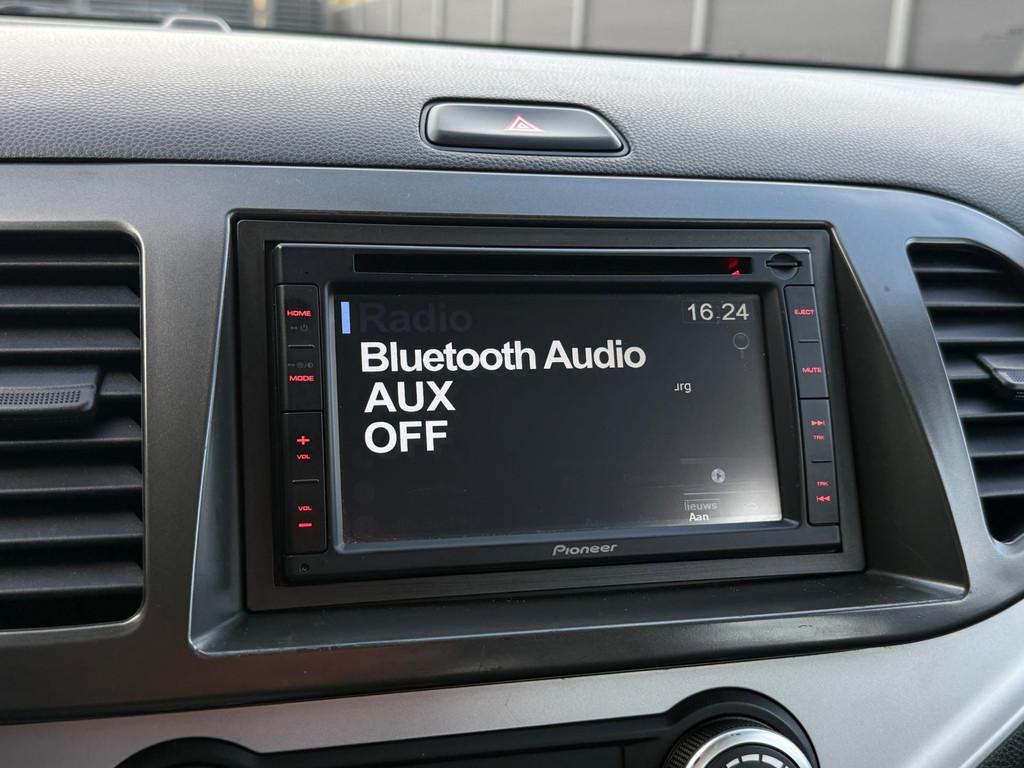 HOME
MODE
+
VOL
VOL
–
Radio
16:24
Bluetooth Audio
AUX
OFF
Aan
EJECT
MUTE
TRK
TRK
Pioneer